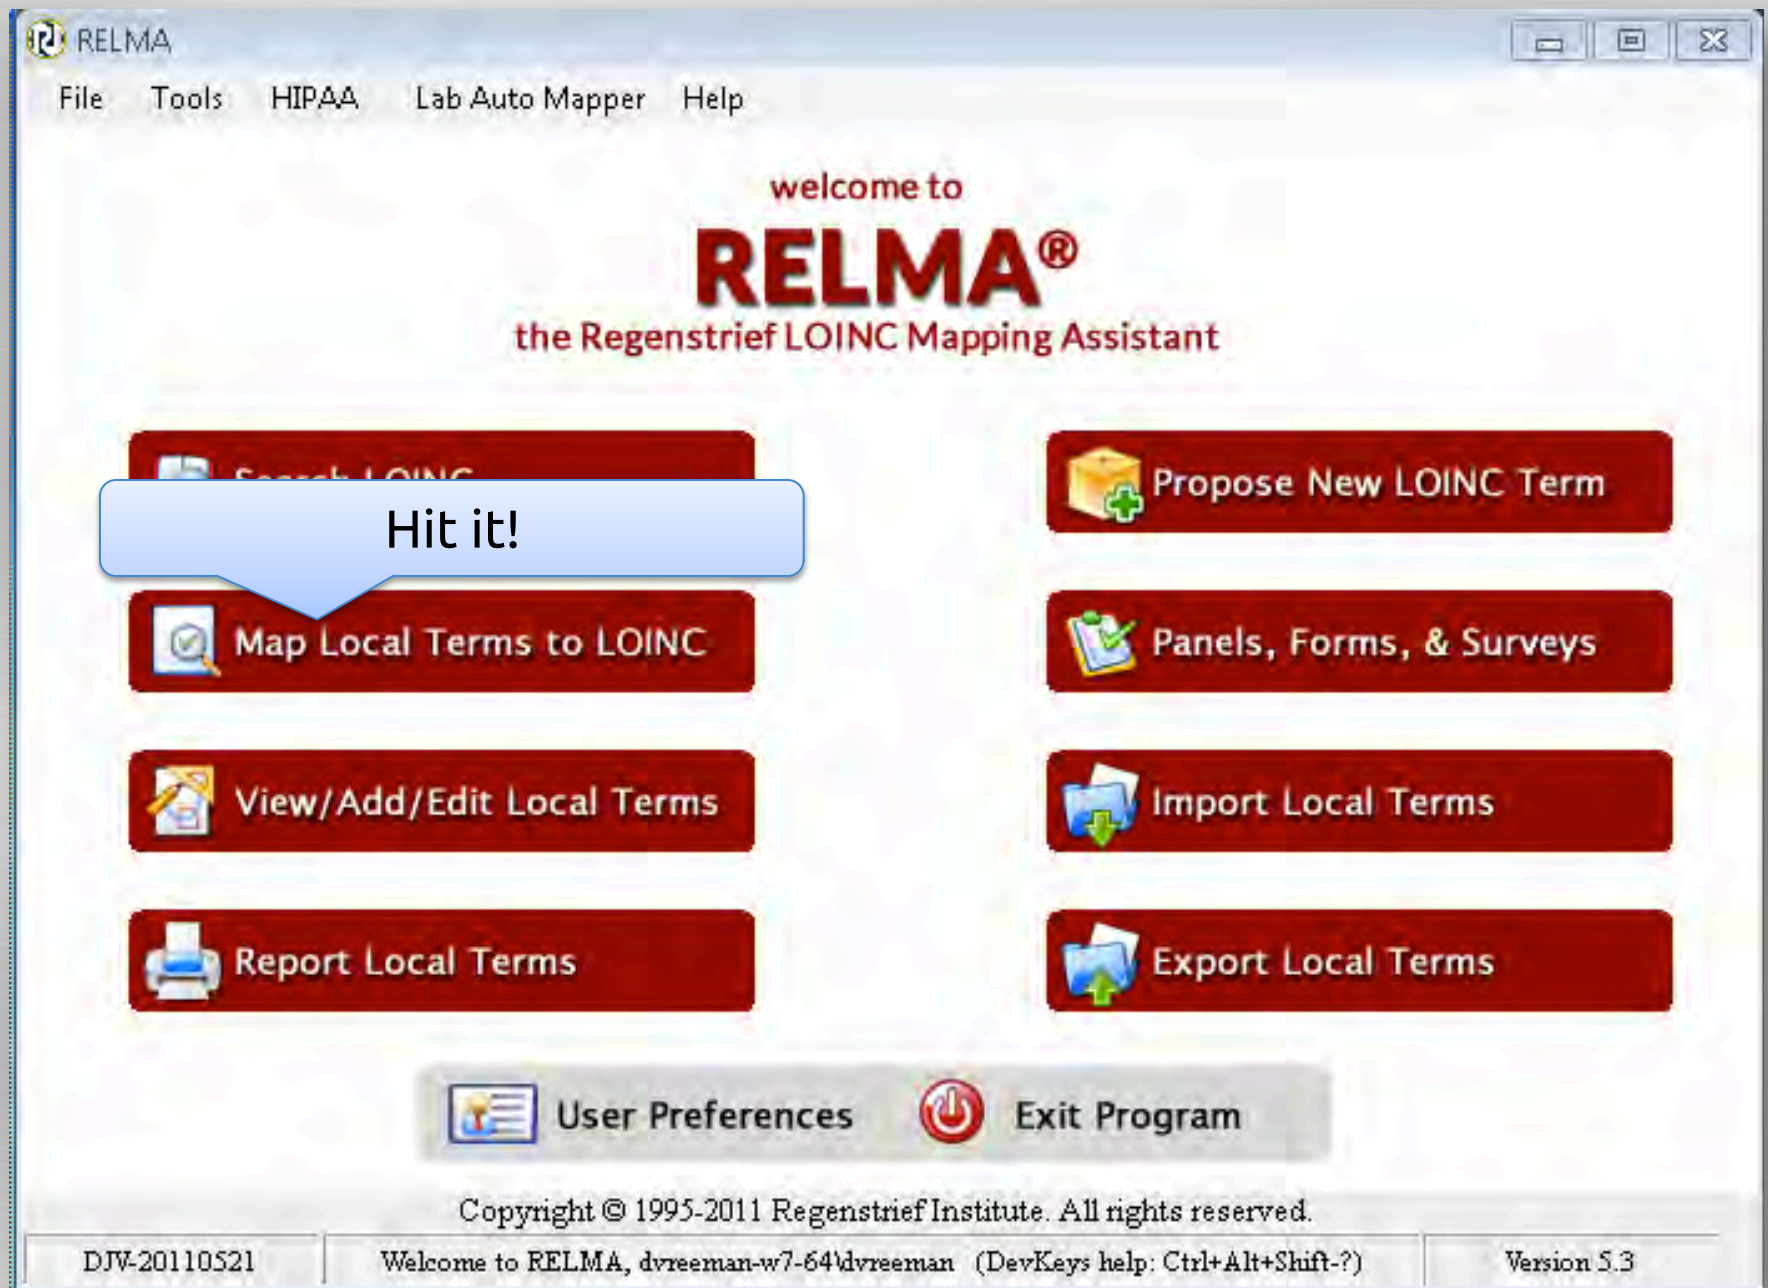 RELMA
File Tools HIPAA Lab Auto Mapper Help
welcome to
RELMA®
the Regenstrief LOINC Mapping Assistant
Search LOINC
Propose New LOINC Term
Hit it!
Map Local Terms to LOINC
Panels, Forms, & Surveys
View/Add/Edit Local Terms
Import Local Terms
Report Local Terms
Export Local Terms
User Preferences
Exit Program
Copyright © 1995-2011 Regenstrief Institute. All rights reserved.
DJV-20110521
Welcome to RELMA, dvreeman-w7-64\dvreeman (DevKeys help: Ctrl+Alt+Shift-?)
Version 5.3